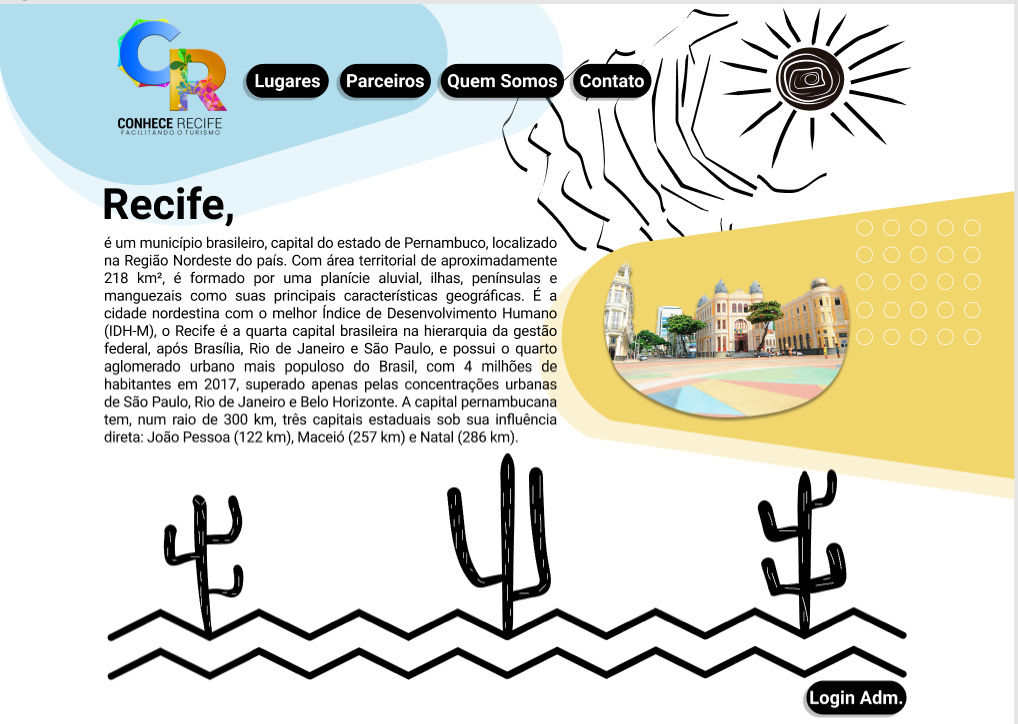 CR
CONHECE RECIFE
FACILITANDO O TURISMO
Lugares
Parceiros
Quem Somos
Contato
Recife,
é um município brasileiro, capital do estado de Pernambuco, localizado
na Região Nordeste do país. Com área territorial de aproximadamente
218 km², é formado por uma planície aluvial, ilhas, penínsulas e
manguezais como suas principais características geográficas. É a
cidade nordestina com o melhor Índice de Desenvolvimento Humano
(IDH-M), o Recife é a quarta capital brasileira na hierarquia da gestão
federal, após Brasília, Rio de Janeiro e São Paulo, e possui o quarto
aglomerado urbano mais populoso do Brasil, com 4 milhões de
habitantes em 2017, superado apenas pelas concentrações urbanas
de São Paulo, Rio de Janeiro e Belo Horizonte. A capital pernambucana
tem, num raio de 300 km, três capitais estaduais sob sua influência
direta: João Pessoa (122 km), Maceió (257 km) e Natal (286 km).
Login Adm.